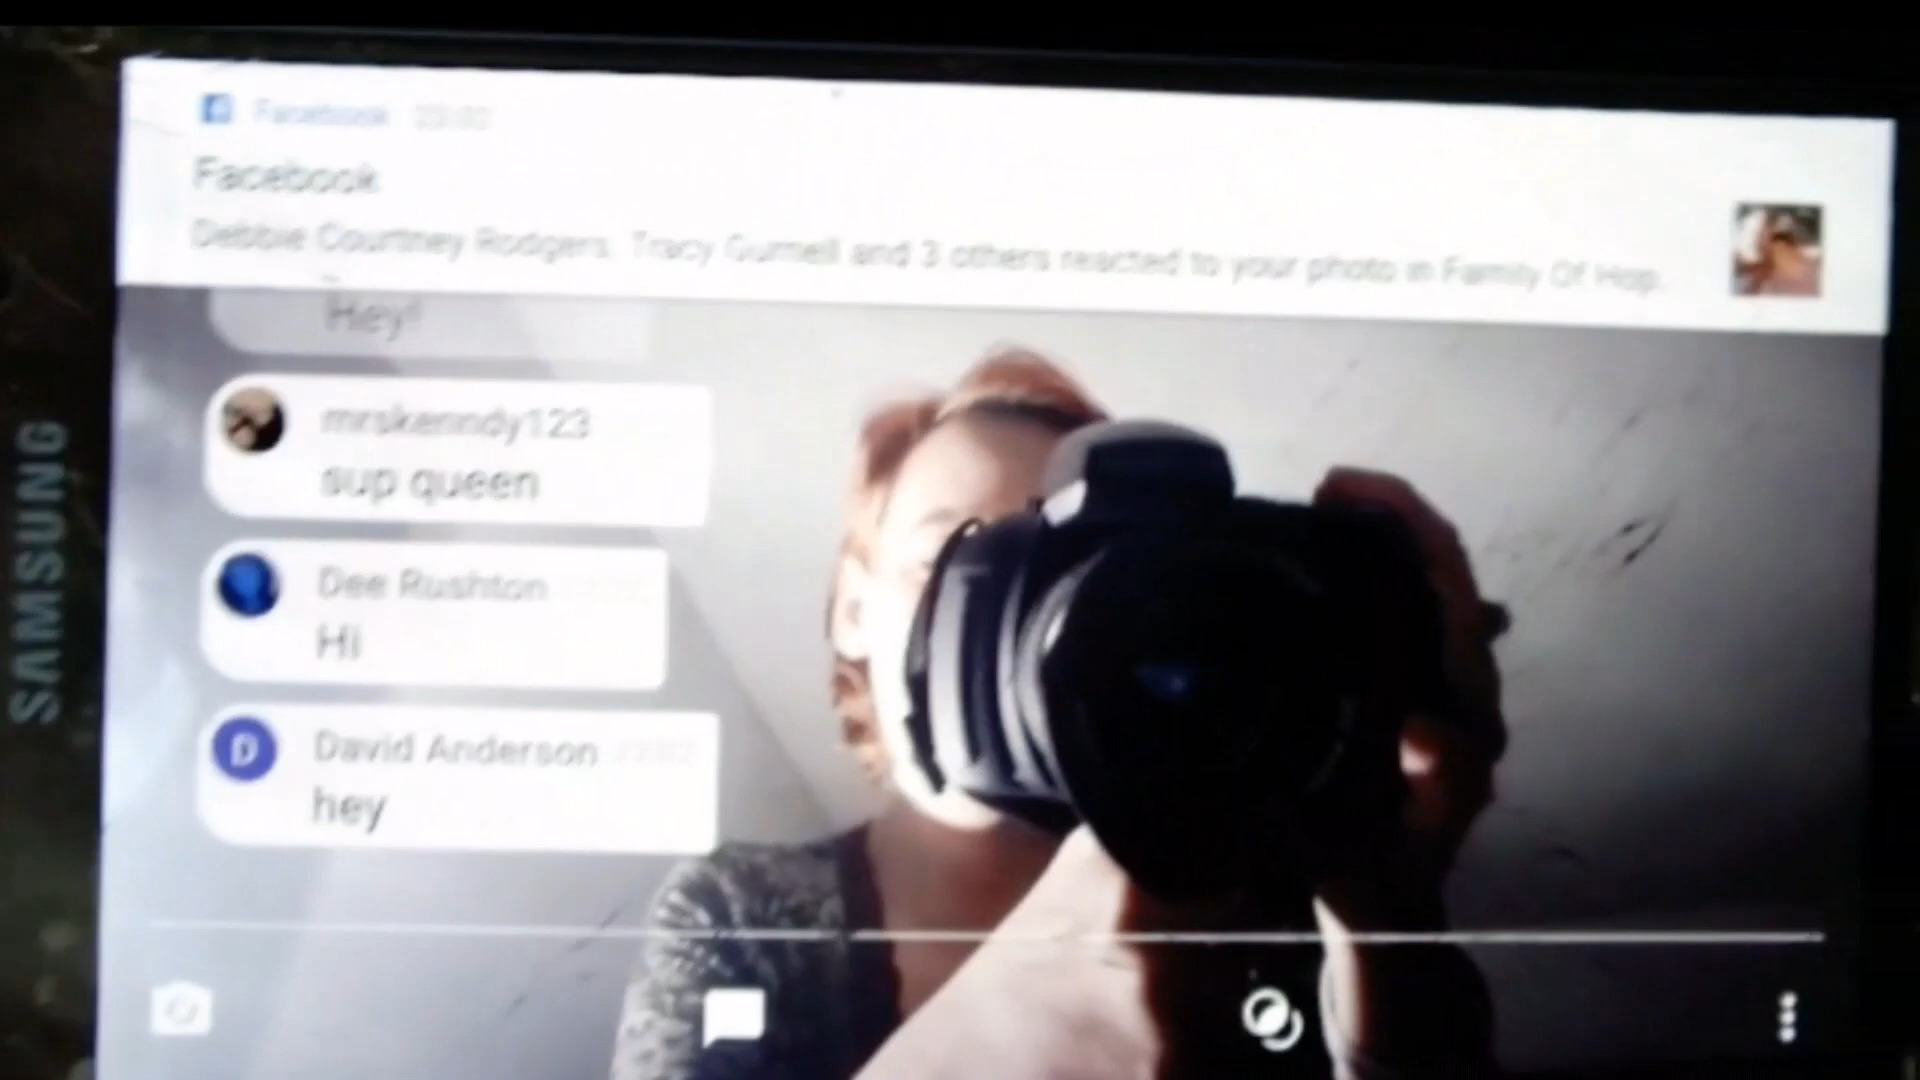 Facebook
Facebook
Debbie Courtney Rodgers, Tracy Gurnell and 3 others reacted to your photo in Family Of Hop
Hey!
mrskenndy123
sup queen
Dee Rushton
Hi
D
David Anderson
hey
SAMSUNG